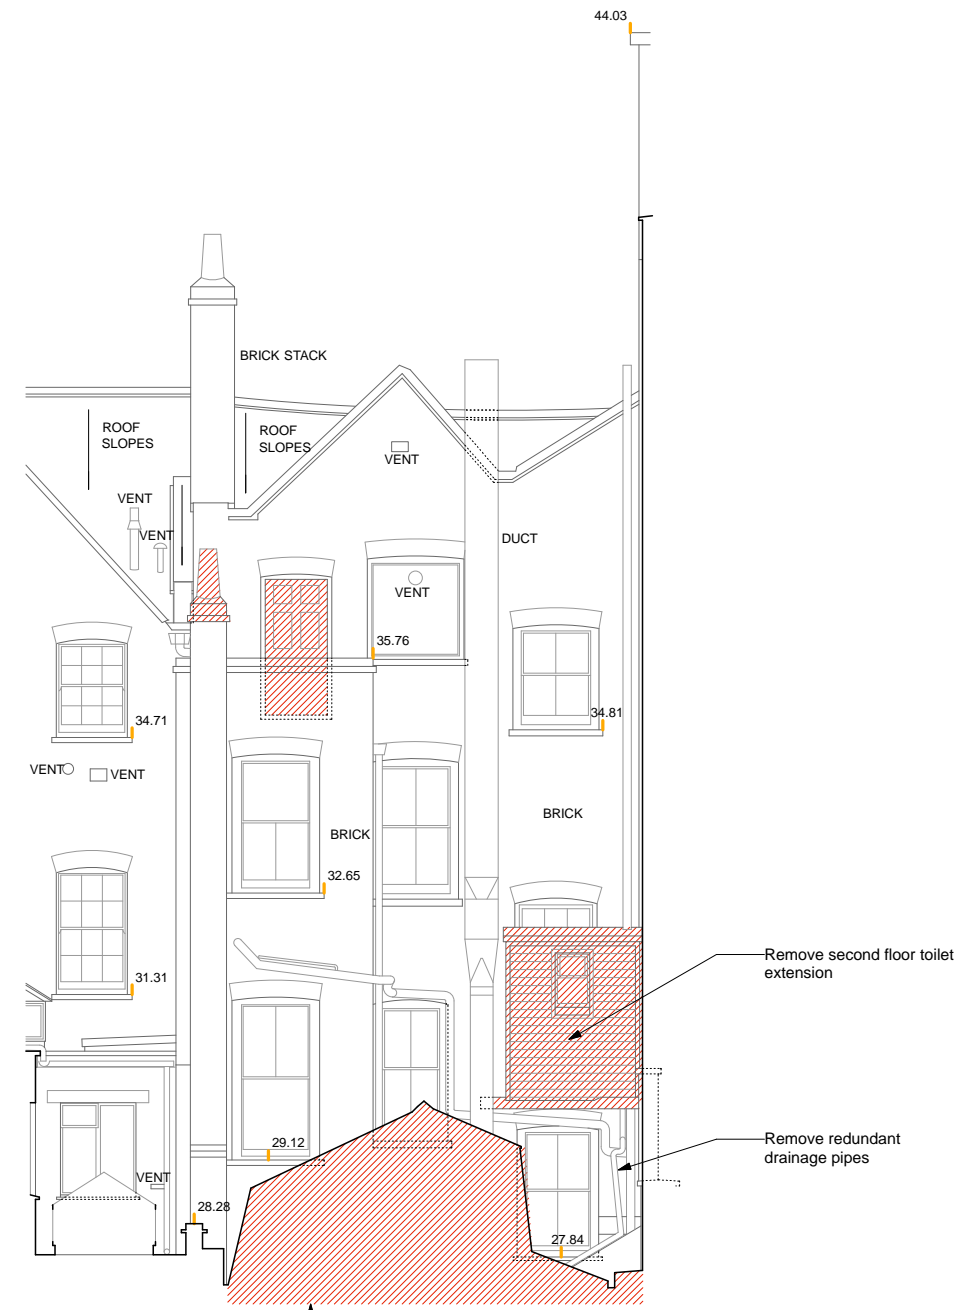 44.03
BRICK STACK
ROOF
SLOPES
ROOF
SLOPES
VENT
VENT
VENT
DUCT
VENT
35.76
34.71
34.81
VENT
VENT
BRICK
BRICK
32.65
Remove second floor toilet
extension
31.31
29.12
Remove redundant
drainage pipes
VENT
28.28
27.84